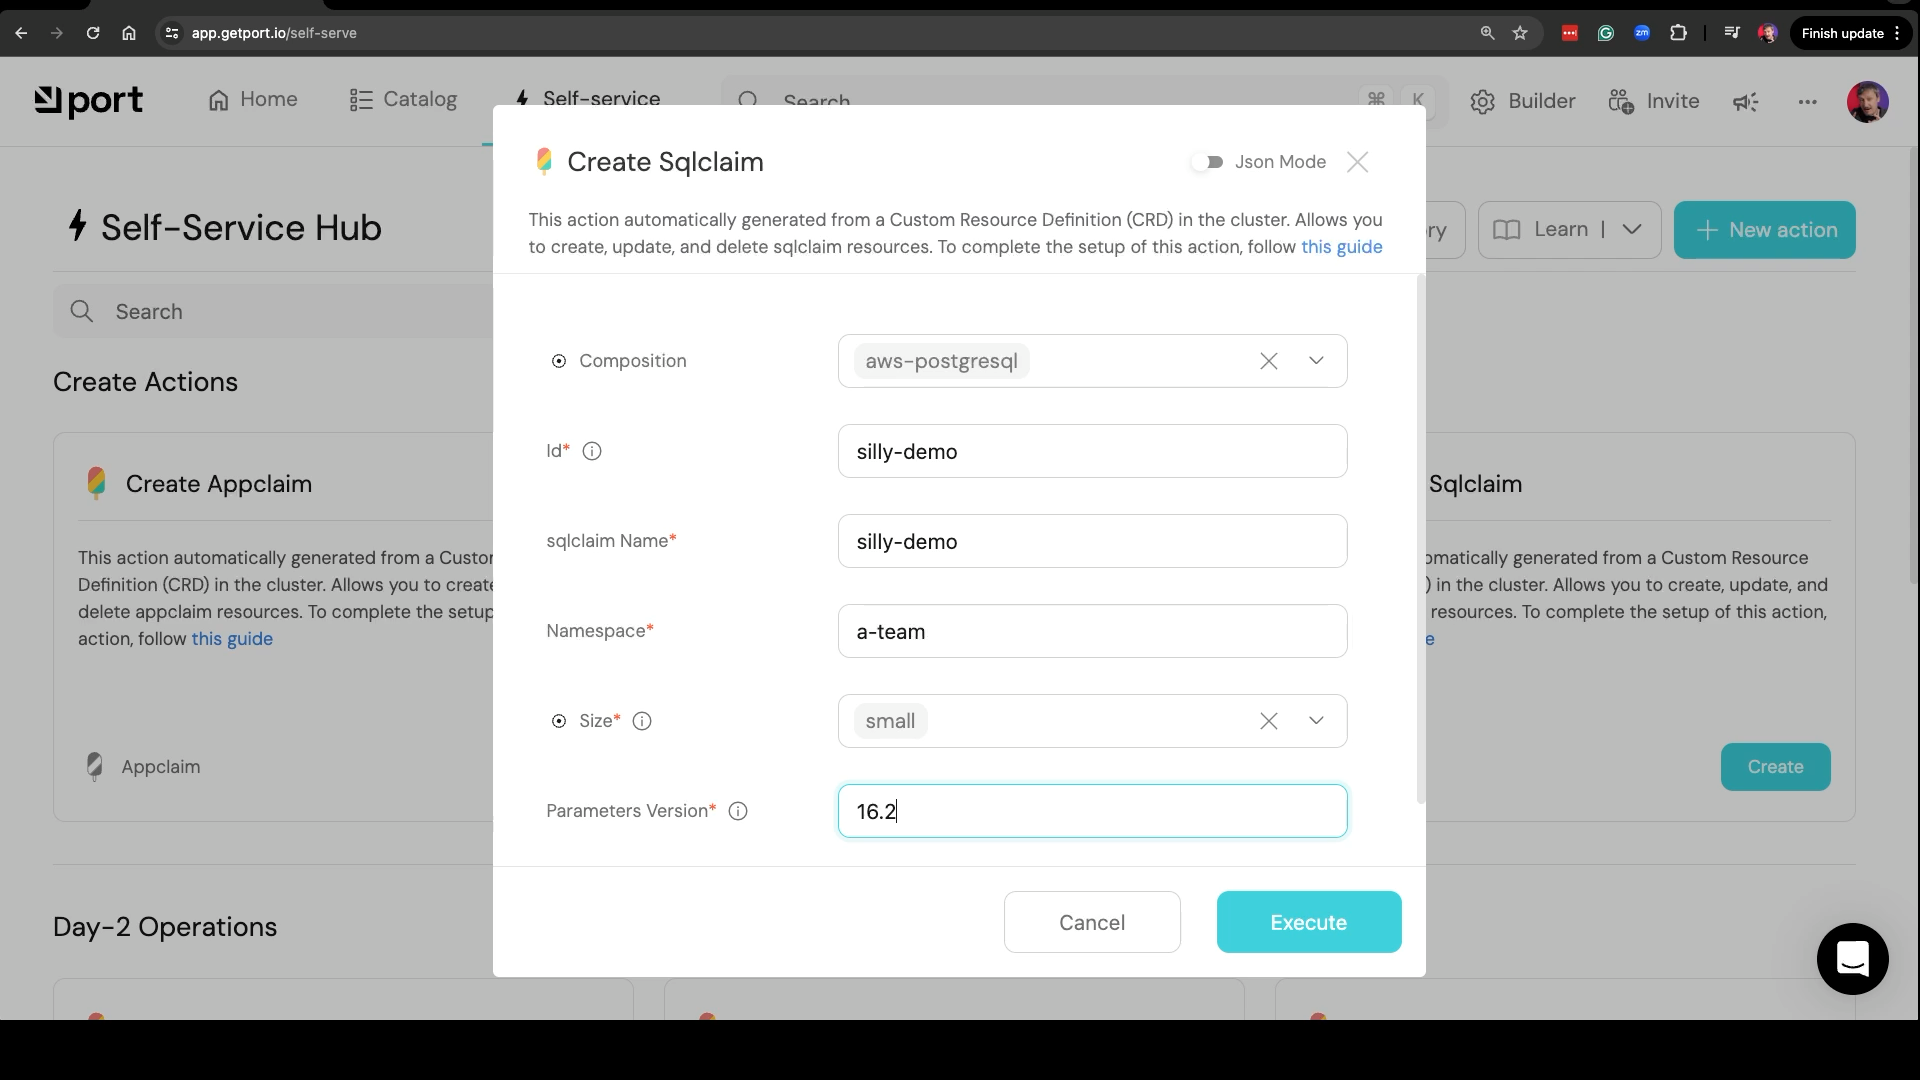 app.getport.io/self-serve
Finish update
port
Home
Catalog
Self-service
Search
⌘ K
Builder
Invite
Self-Service Hub
Learn
New action
Search
Create Actions
Create Appclaim
This action automatically generated from a Custom
Definition (CRD) in the cluster. Allows you to create
delete appclaim resources. To complete the setup
action, follow this guide
Appclaim
Create Sqlclaim
Json Mode
This action automatically generated from a Custom Resource Definition (CRD) in the cluster. Allows you
to create, update, and delete sqlclaim resources. To complete the setup of this action, follow this guide
Composition
aws-postgresql
Id*
silly-demo
sqlclaim Name*
silly-demo
Namespace*
a-team
Size*
small
Parameters Version*
16.2
Cancel
Execute
Sqlclaim
omatically generated from a Custom Resource
) in the cluster. Allows you to create, update, and
resources. To complete the setup of this action,
e
Create
Day-2 Operations